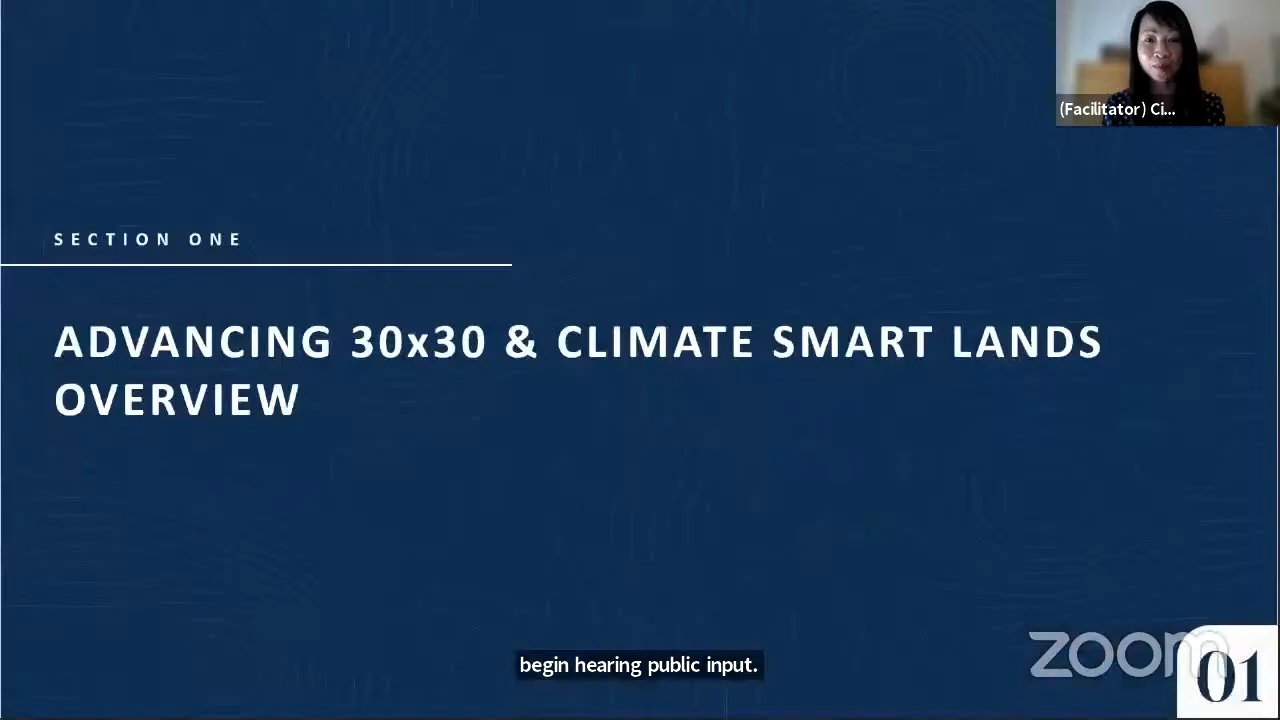 (Facilitator) Ci...
SECTION ONE
ADVANCING 30x30 & CLIMATE SMART LANDS
OVERVIEW
begin hearing public input.
zoom
01